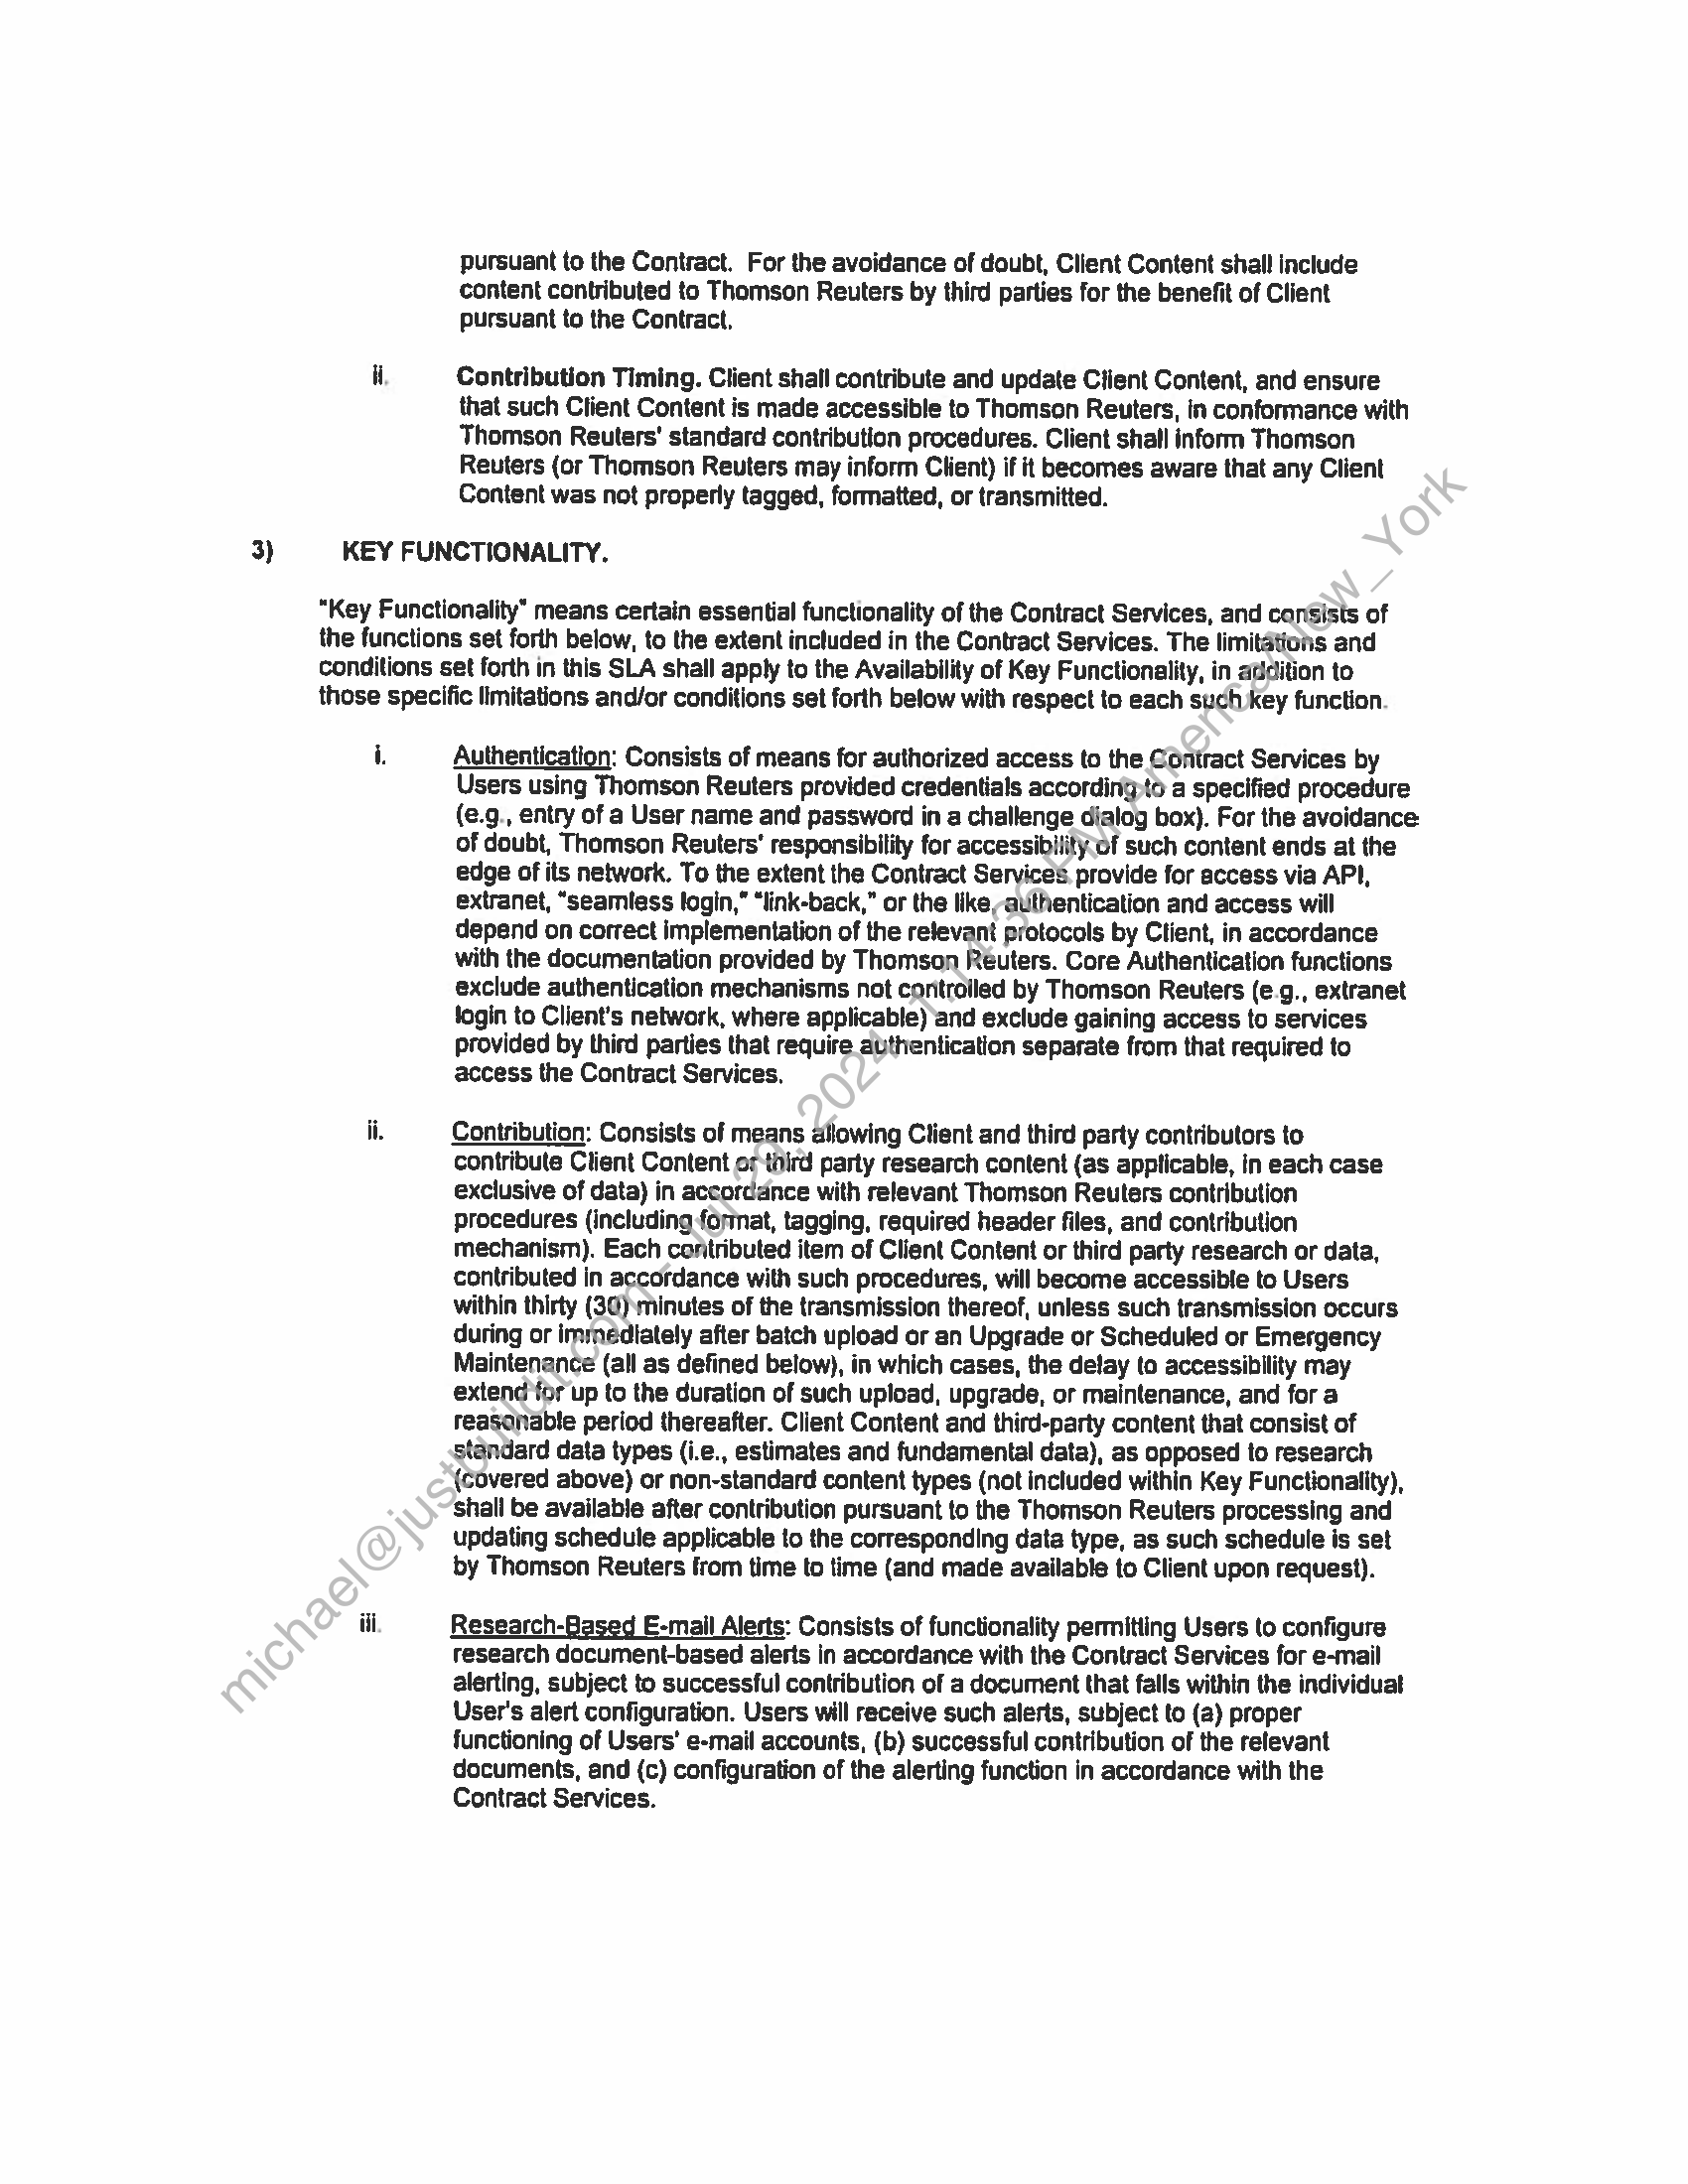 pursuant to the Contract. For the avoidance of doubt, Client Content shall include
content contributed to Thomson Reuters by third parties for the benefit of Client
pursuant to the Contract.
ii. Contribution Timing. Client shall contribute and update Client Content, and ensure
that such Client Content is made accessible to Thomson Reuters, in conformance with
Thomson Reuters' standard contribution procedures. Client shall inform Thomson
Reuters (or Thomson Reuters may inform Client) if it becomes aware that any Client
Content was not properly tagged, formatted, or transmitted.
3) KEY FUNCTIONALITY.
"Key Functionality" means certain essential functionality of the Contract Services, and consists of
the functions set forth below, to the extent included in the Contract Services. The limitations and
conditions set forth in this SLA shall apply to the Availability of Key Functionality, in addition to
those specific limitations and/or conditions set forth below with respect to each such key function.
i. Authentication: Consists of means for authorized access to the Contract Services by
Users using Thomson Reuters provided credentials according to a specified procedure
(e.g., entry of a User name and password in a challenge dialog box). For the avoidance
of doubt, Thomson Reuters' responsibility for accessibility of such content ends at the
edge of its network. To the extent the Contract Services provide for access via API,
extranet, "seamless login," "link-back," or the like, authentication and access will
depend on correct implementation of the relevant protocols by Client, in accordance
with the documentation provided by Thomson Reuters. Core Authentication functions
exclude authentication mechanisms not controlled by Thomson Reuters (e.g., extranet
login to Client's network, where applicable) and exclude gaining access to services
provided by third parties that require authentication separate from that required to
access the Contract Services.
ii. Contribution: Consists of means allowing Client and third party contributors to
contribute Client Content or third party research content (as applicable, in each case
exclusive of data) in accordance with relevant Thomson Reuters contribution
procedures (including format, tagging, required header files, and contribution
mechanism). Each contributed item of Client Content or third party research or data,
contributed in accordance with such procedures, will become accessible to Users
within thirty (30) minutes of the transmission thereof, unless such transmission occurs
during or immediately after batch upload or an Upgrade or Scheduled or Emergency
Maintenance (all as defined below), in which cases, the delay to accessibility may
extend for up to the duration of such upload, upgrade, or maintenance, and for a
reasonable period thereafter. Client Content and third-party content that consist of
standard data types (i.e., estimates and fundamental data), as opposed to research
(covered above) or non-standard content types (not included within Key Functionality),
shall be available after contribution pursuant to the Thomson Reuters processing and
updating schedule applicable to the corresponding data type, as such schedule is set
by Thomson Reuters from time to time (and made available to Client upon request).
iii. Research-Based E-mail Alerts: Consists of functionality permitting Users to configure
research document-based alerts in accordance with the Contract Services for e-mail
alerting, subject to successful contribution of a document that falls within the individual
User's alert configuration. Users will receive such alerts, subject to (a) proper
functioning of Users' e-mail accounts, (b) successful contribution of the relevant
documents, and (c) configuration of the alerting function in accordance with the
Contract Services.
michael@justbuildit.com - Jul 29, 2024, 1:14:36 PM America/New_York